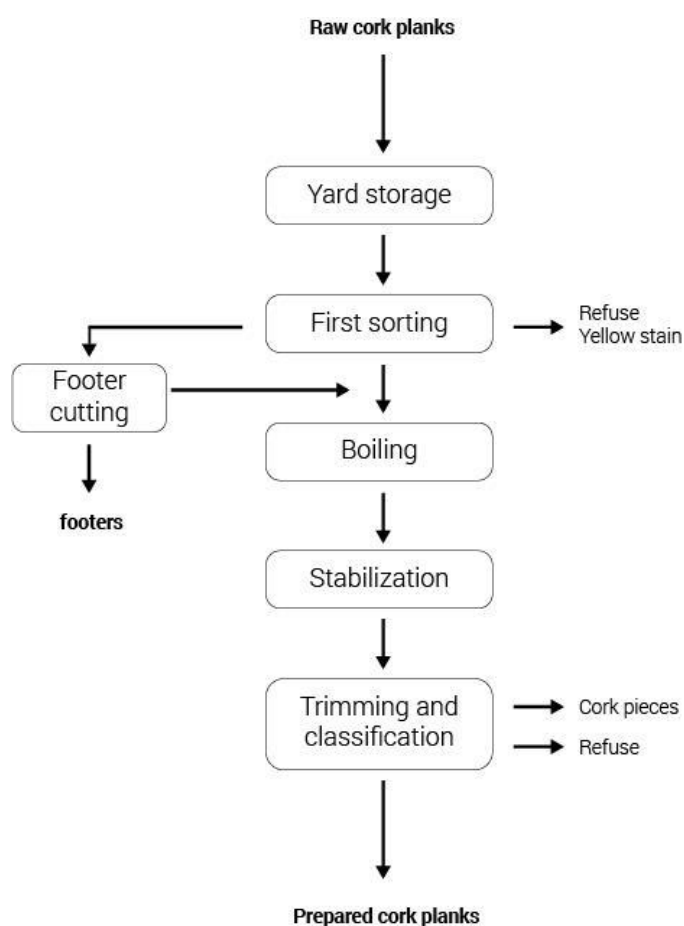 Raw cork planks
Yard storage
First sorting
Refuse
Yellow stain
Footer
cutting
Boiling
footers
Stabilization
Trimming and
classification
Cork pieces
Refuse
Prepared cork planks